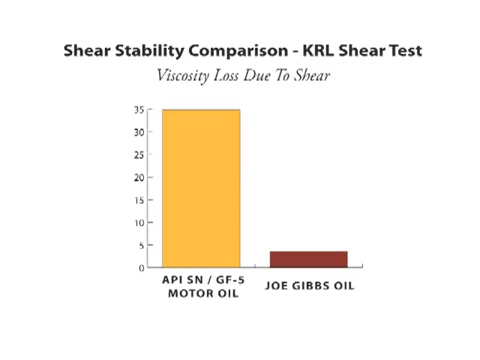 Shear Stability Comparison - KRL Shear Test
Viscosity Loss Due To Shear
35
30
25
20
15
10
5
0
API SN / GF-5
MOTOR OIL
JOE GIBBS OIL